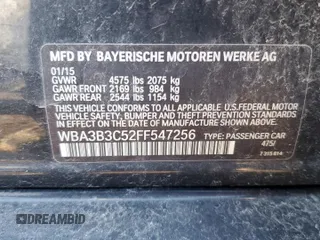 MFD BY BAYERISCHE MOTOREN WERKE AG
01/15
GVWR 4575 lbs 2075 kg
GAWR FRONT 2169 lbs 984 kg
GAWR REAR 2544 lbs 1154 kg
THIS VEHICLE CONFORMS TO ALL APPLICABLE
U.S. FEDERAL MOTOR VEHICLE SAFETY, BUMPER,
AND THEFT PREVENTION STANDARDS IN EFFECT ON
THE DATE OF MANUFACTURE SHOWN ABOVE.
WBA3B3C52FF547256 TYPE: PASSENGER CAR
475/
DREAMBID